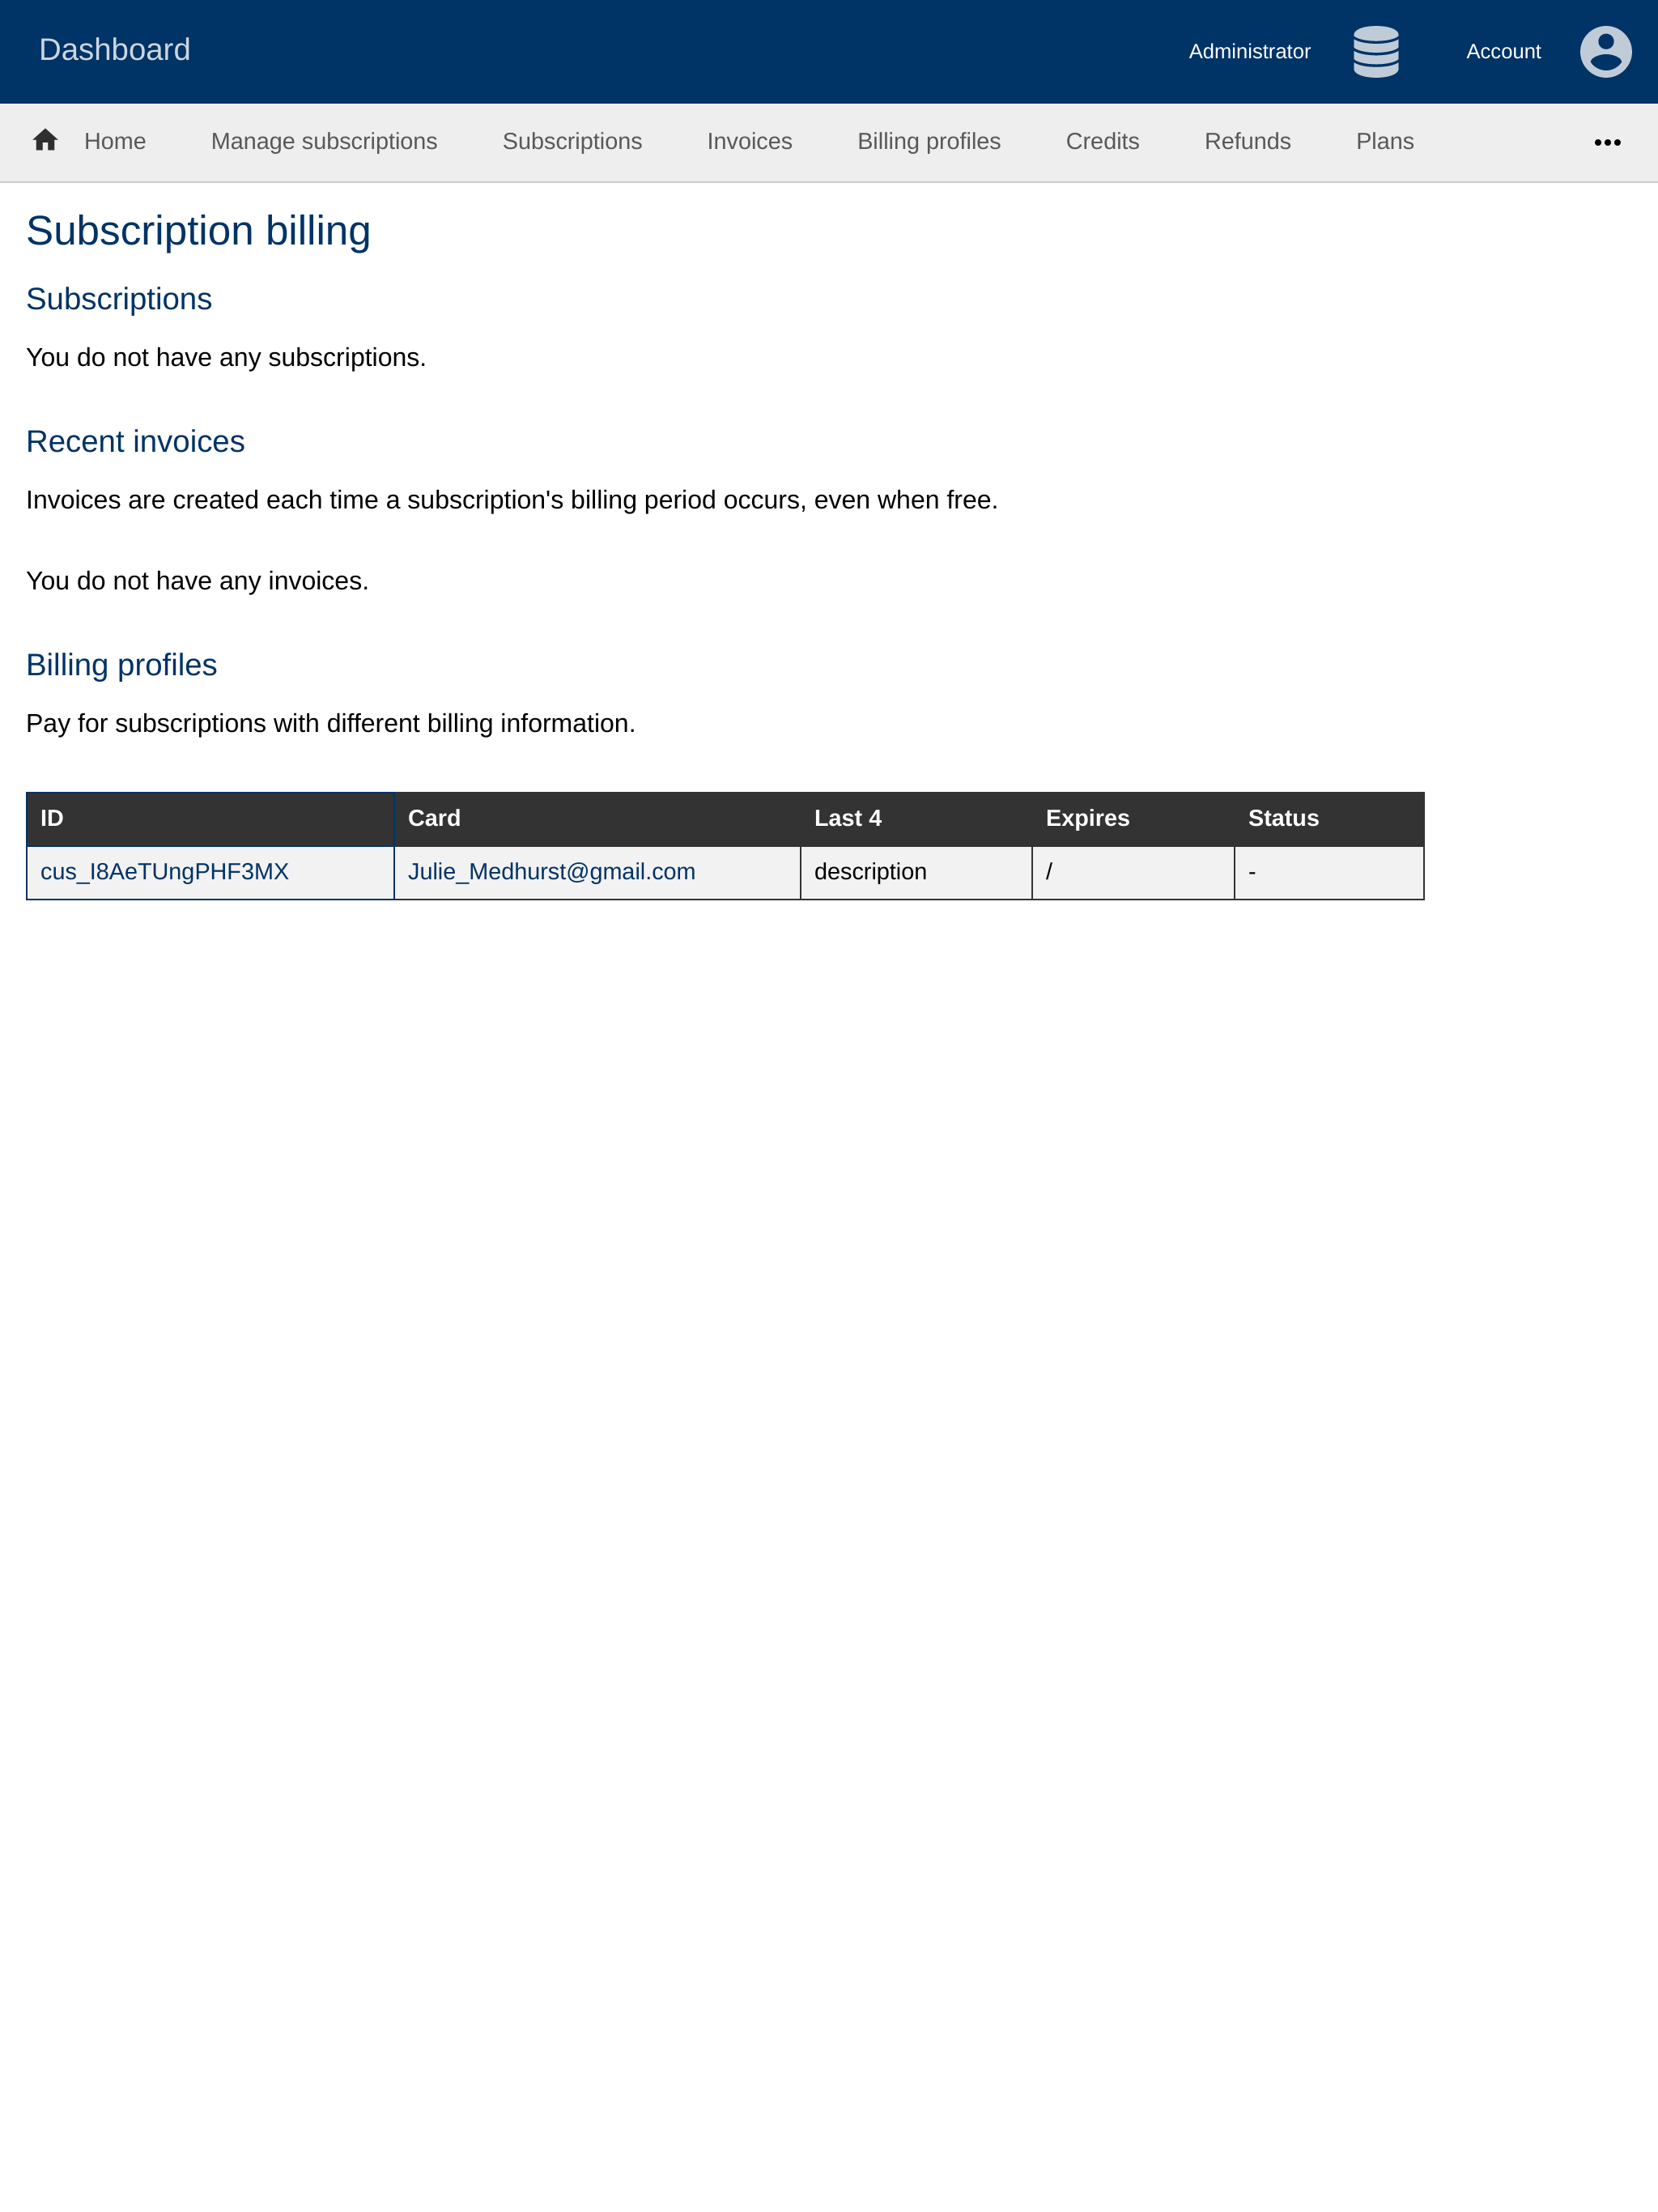 Dashboard
Administrator
Account
Home Manage subscriptions Subscriptions Invoices Billing profiles Credits Refunds Plans •••
Subscription billing
Subscriptions
You do not have any subscriptions.
Recent invoices
Invoices are created each time a subscription's billing period occurs, even when free.
You do not have any invoices.
Billing profiles
Pay for subscriptions with different billing information.
ID Card Last 4 Expires Status
cus_I8AeTUngPHF3MX Julie_Medhurst@gmail.com description / -